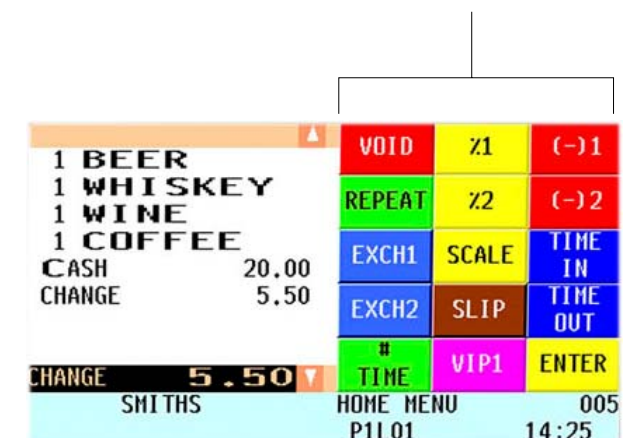 1 BEER
1 WHISKEY
1 WINE
1 COFFEE
CASH 20.00
CHANGE 5.50
CHANGE 5.50
VOID %1 (-)1
REPEAT %2 (-)2
EXCH1 SCALE TIME IN
EXCH2 SLIP TIME OUT
# TIME VIP1 ENTER
SMITHS HOME MENU 005
P1L01 14:25